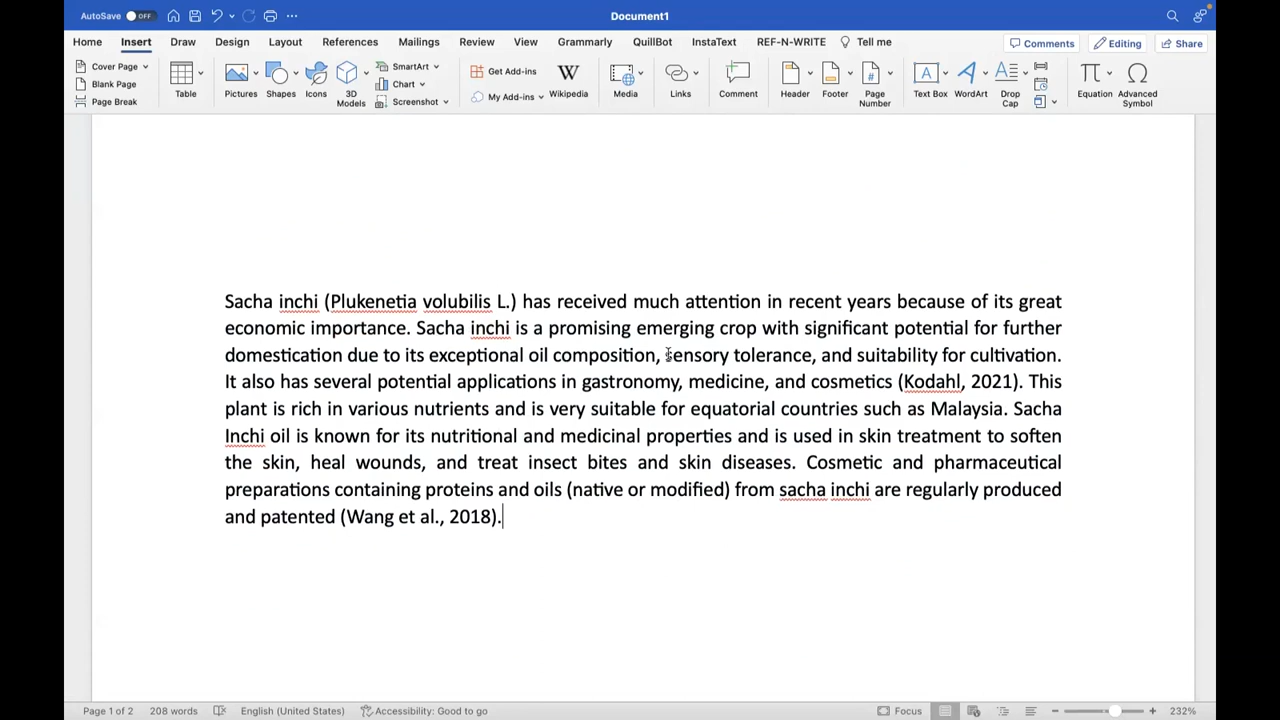 AutoSave OFF Document1
Home Insert Draw Design Layout References Mailings Review View Grammarly QuillBot InstaText REF-N-WRITE Tell me Comments Editing Share
Cover Page
Blank Page
Page Break
Table
Pictures
Shapes
Icons
3D Models
SmartArt
Chart
Screenshot
Get Add-ins
My Add-ins
Wikipedia
Media
Links
Comment
Header
Footer
Page Number
Text Box
WordArt
Drop Cap
Equation
Advanced Symbol
Sacha inchi (Plukenetia volubilis L.) has received much attention in recent years because of its great
economic importance. Sacha inchi is a promising emerging crop with significant potential for further
domestication due to its exceptional oil composition, sensory tolerance, and suitability for cultivation.
It also has several potential applications in gastronomy, medicine, and cosmetics (Kodahl, 2021). This
plant is rich in various nutrients and is very suitable for equatorial countries such as Malaysia. Sacha
Inchi oil is known for its nutritional and medicinal properties and is used in skin treatment to soften
the skin, heal wounds, and treat insect bites and skin diseases. Cosmetic and pharmaceutical
preparations containing proteins and oils (native or modified) from sacha inchi are regularly produced
and patented (Wang et al., 2018).
Page 1 of 2 208 words English (United States) Accessibility: Good to go Focus 232%